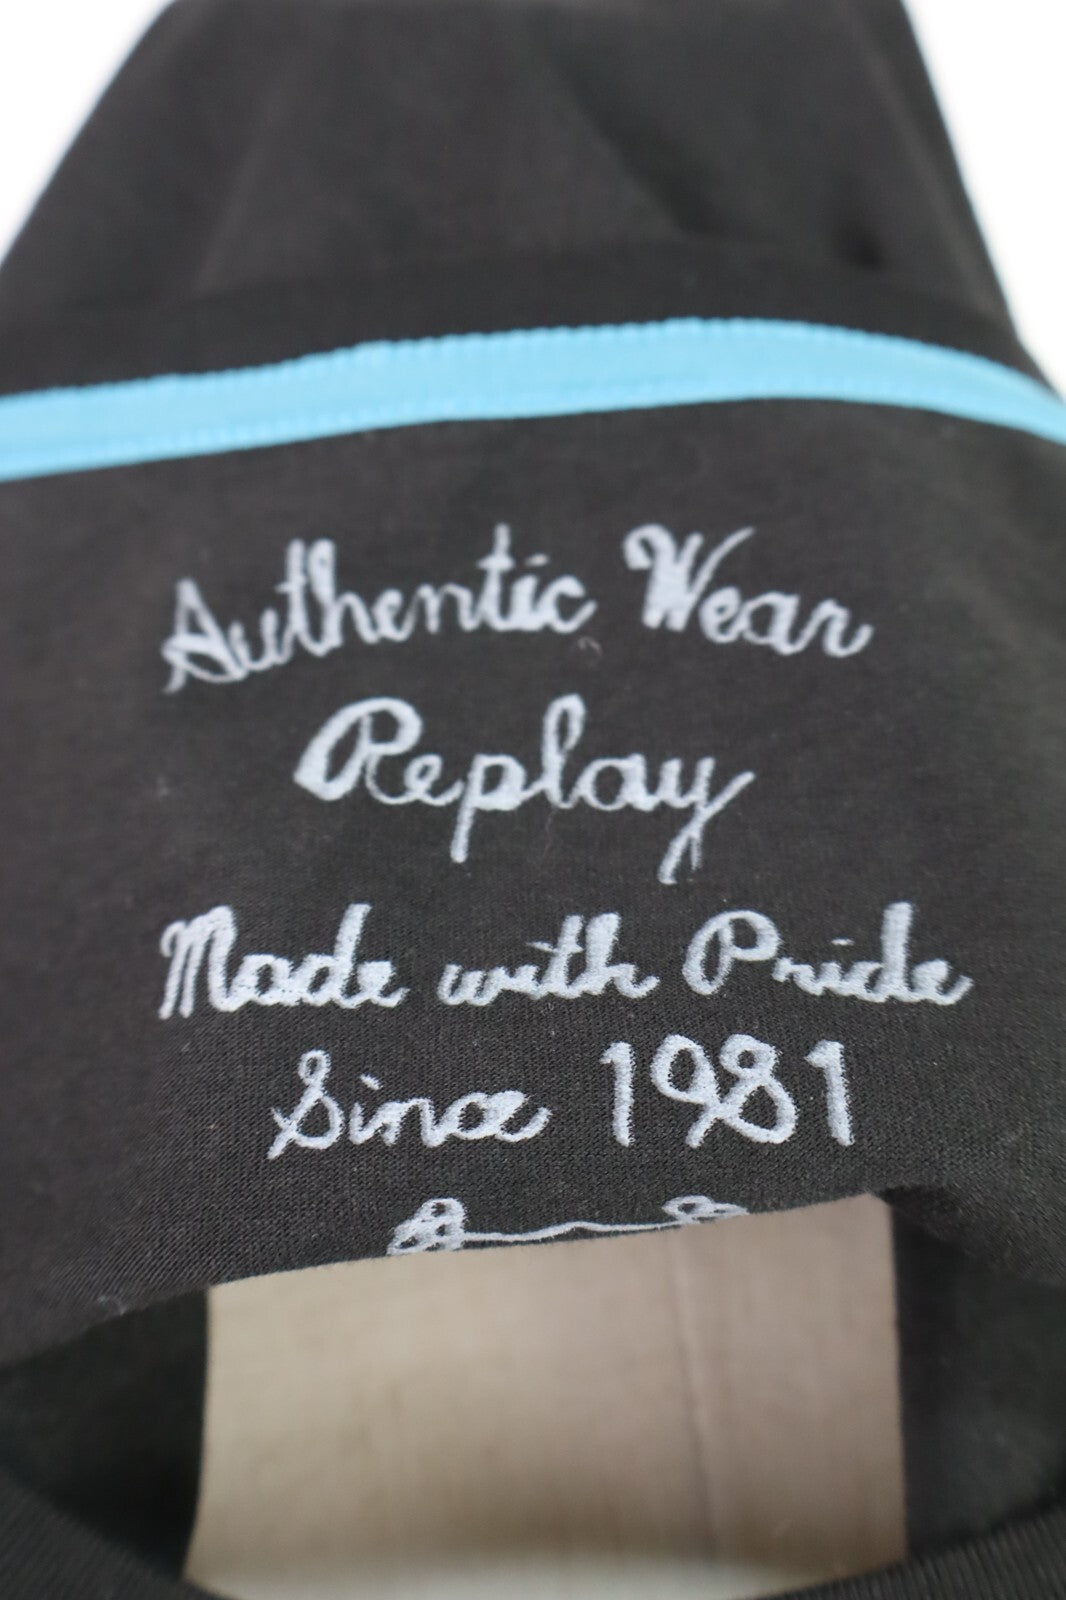 Authentic Wear
Replay
Made with Pride
Since 1981